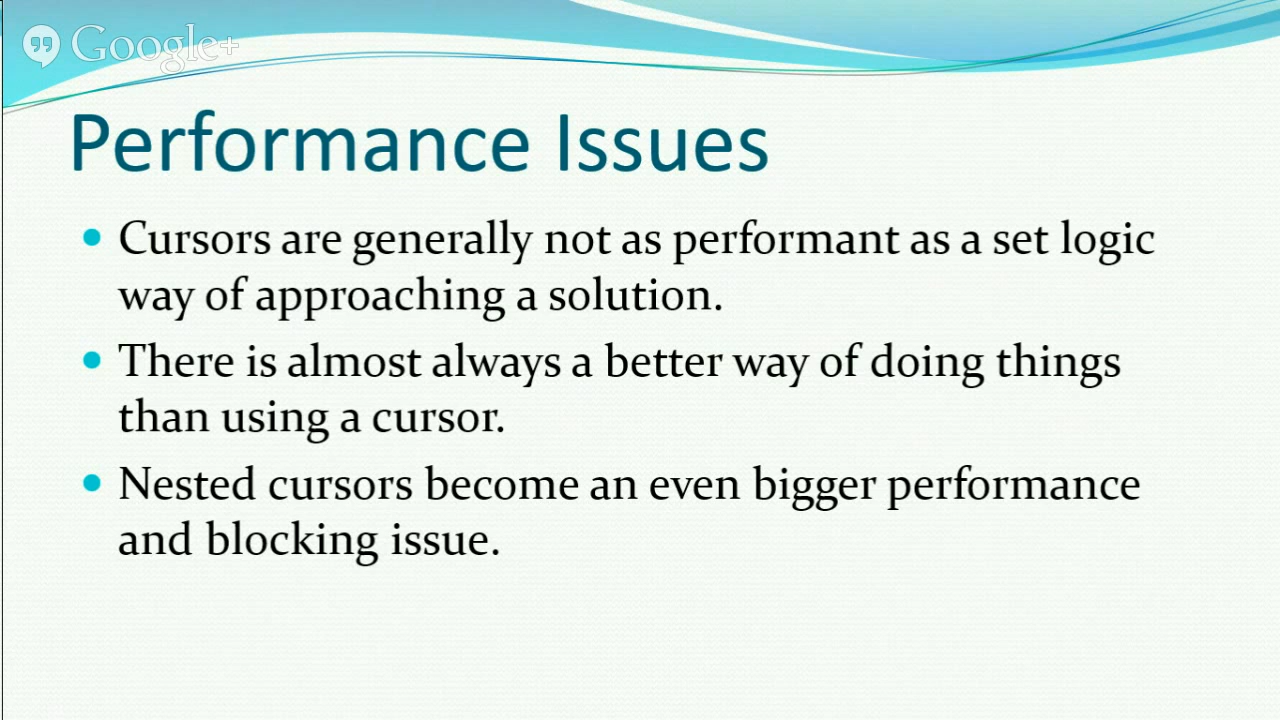 Google+
Performance Issues
Cursors are generally not as performant as a set logic
way of approaching a solution.
There is almost always a better way of doing things
than using a cursor.
Nested cursors become an even bigger performance
and blocking issue.